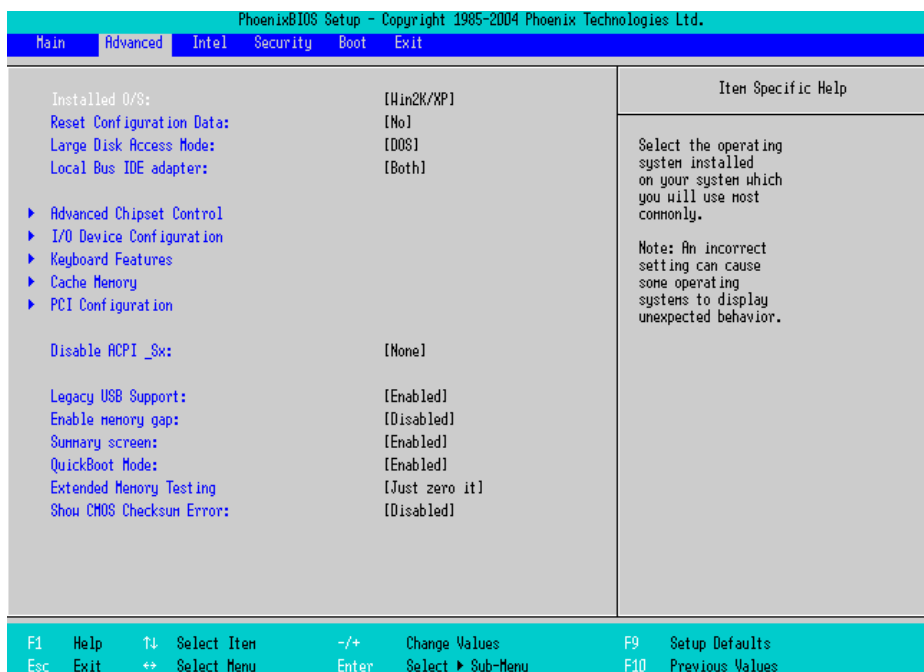 PhoenixBIOS Setup - Copyright 1985-2004 Phoenix Technologies Ltd.
Main Advanced Intel Security Boot Exit
Item Specific Help
Installed O/S: [Win2K/XP]
Reset Configuration Data: [No]
Large Disk Access Mode: [DOS]
Local Bus IDE adapter: [Both]
Advanced Chipset Control
I/O Device Configuration
Keyboard Features
Cache Memory
PCI Configuration
Disable ACPI _Sx: [None]
Legacy USB Support: [Enabled]
Enable memory gap: [Disabled]
Summary screen: [Enabled]
QuickBoot Mode: [Enabled]
Extended Memory Testing [Just zero it]
Show CMOS Checksum Error: [Disabled]
Select the operating
system installed
on your system which
you will use most
commonly.
Note: An incorrect
setting can cause
some operating
systems to display
unexpected behavior.
F1 Help ↑↓ Select Item -/+ Change Values F9 Setup Defaults
Esc Exit ↔ Select Menu Enter Select ▶ Sub-Menu F10 Previous Values